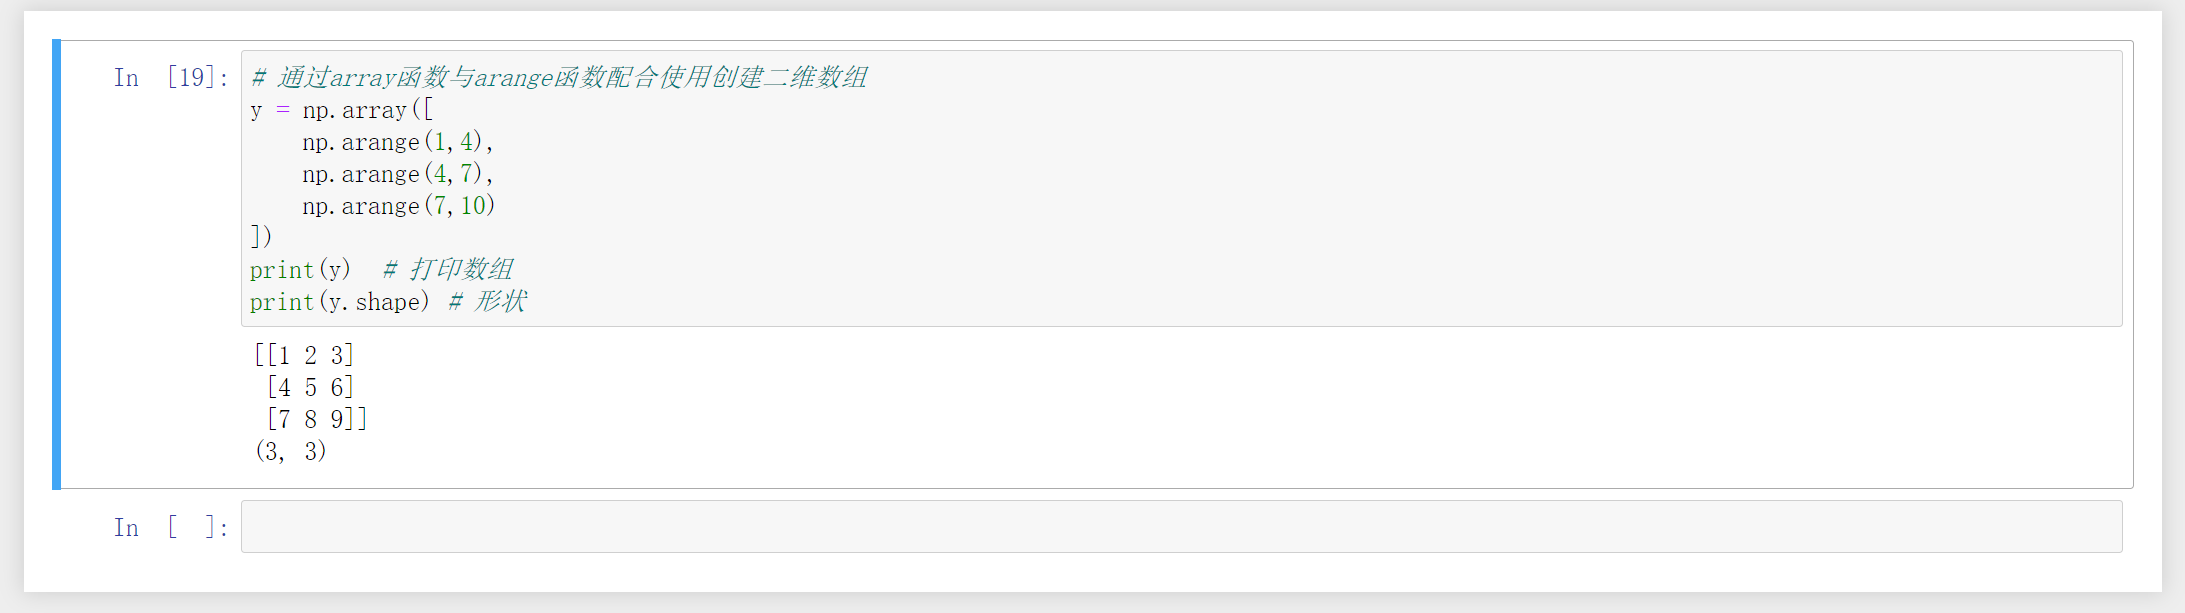 In [19]: # 通过array函数与arange函数配合使用创建二维数组
y = np.array([
    np.arange(1,4),
    np.arange(4,7),
    np.arange(7,10)
])
print(y)  # 打印数组
print(y.shape) # 形状
[[1 2 3]
 [4 5 6]
 [7 8 9]]
(3, 3)
In [ ]: